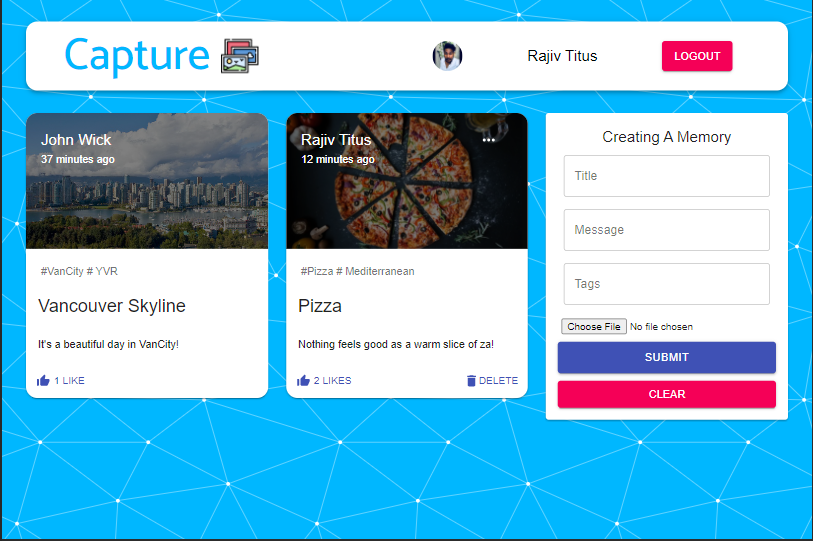 Capture
Rajiv Titus
LOGOUT
John Wick
37 minutes ago
#VanCity # YVR
Vancouver Skyline
It's a beautiful day in VanCity!
1 LIKE
Rajiv Titus
12 minutes ago
#Pizza # Mediterranean
Pizza
Nothing feels good as a warm slice of za!
2 LIKES
DELETE
Creating A Memory
Title
Message
Tags
Choose File No file chosen
SUBMIT
CLEAR